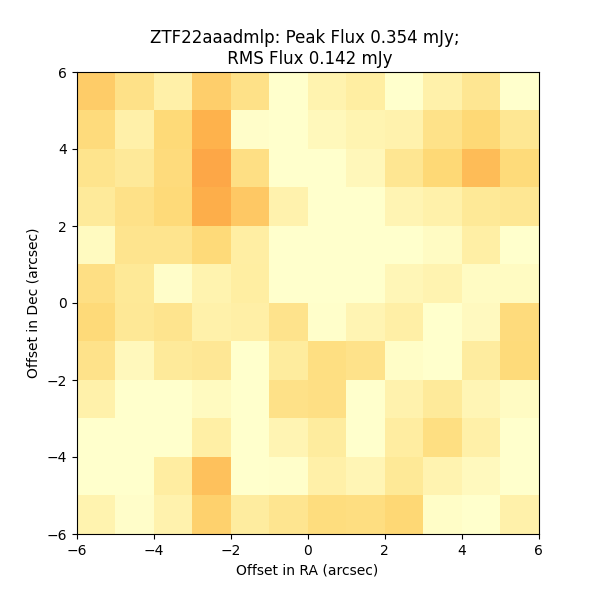 ZTF22aaadmlp: Peak Flux 0.354 mJy;
RMS Flux 0.142 mJy
6
4
2
0
−2
−4
−6
Offset in Dec (arcsec)
−6 −4 −2 0 2 4 6
Offset in RA (arcsec)